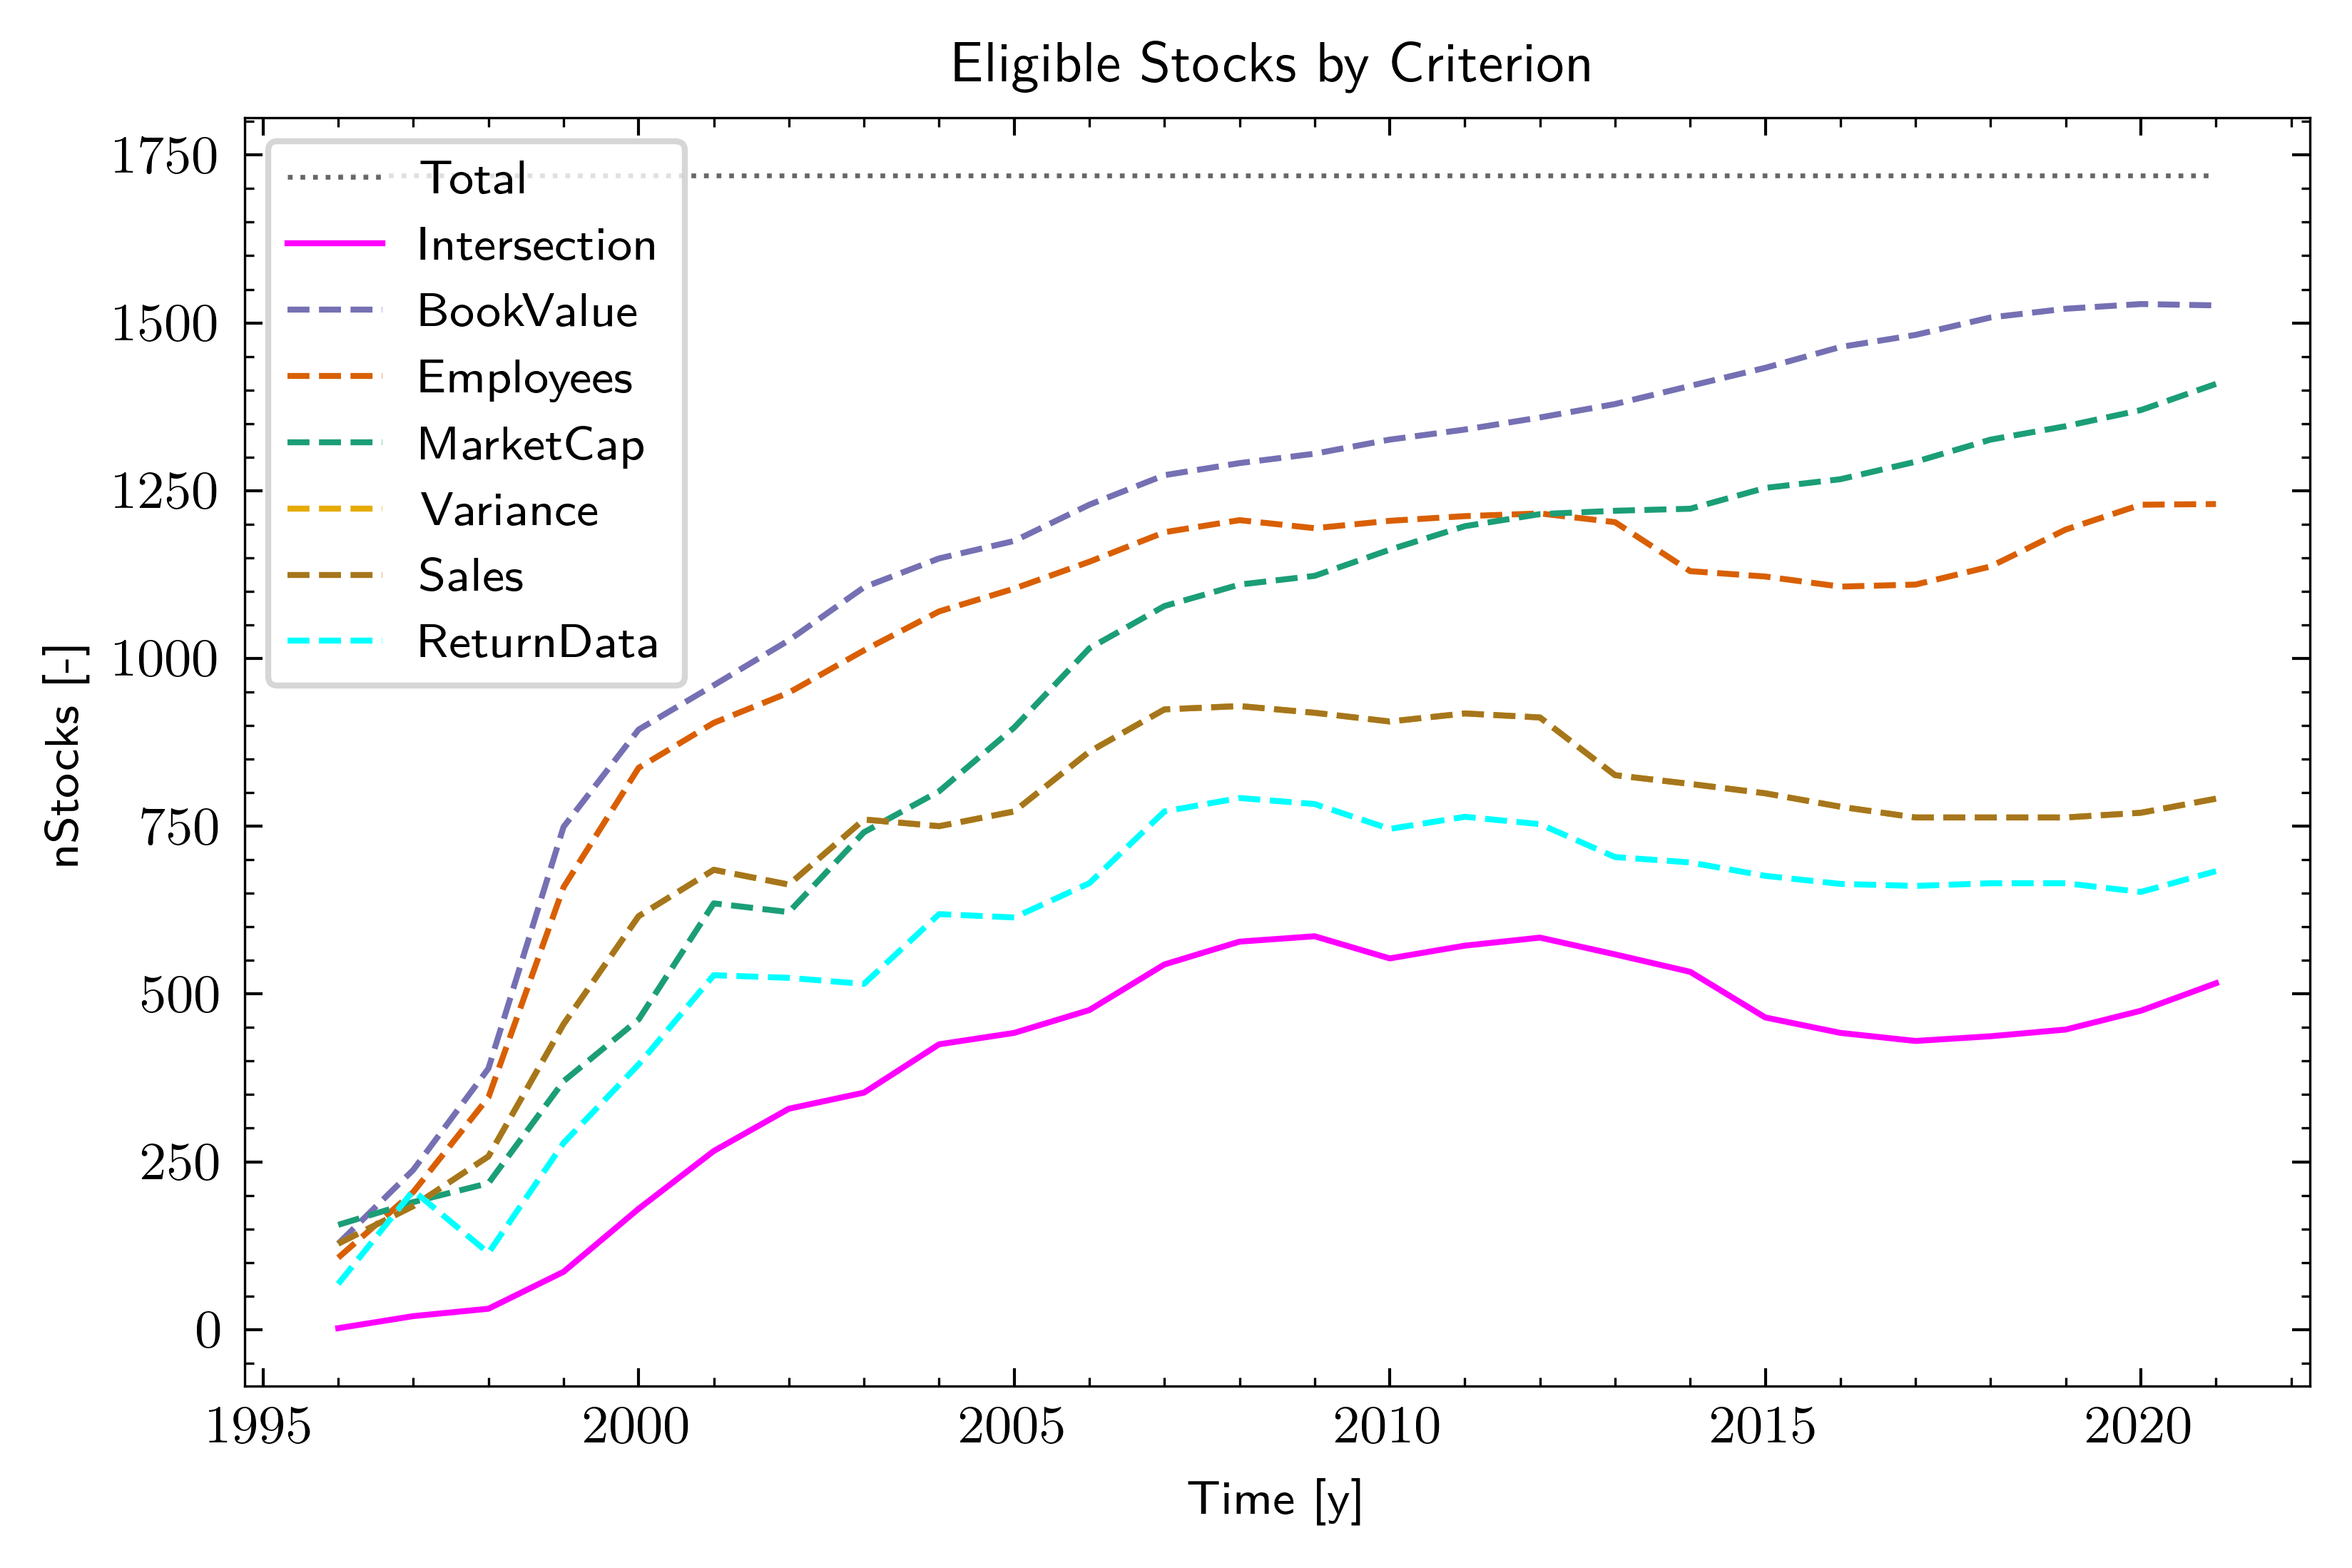 Eligible Stocks by Criterion
1750
1500
1250
1000
750
500
250
0
nStocks [-]
Total
Intersection
BookValue
Employees
MarketCap
Variance
Sales
ReturnData
1995 2000 2005 2010 2015 2020
Time [y]